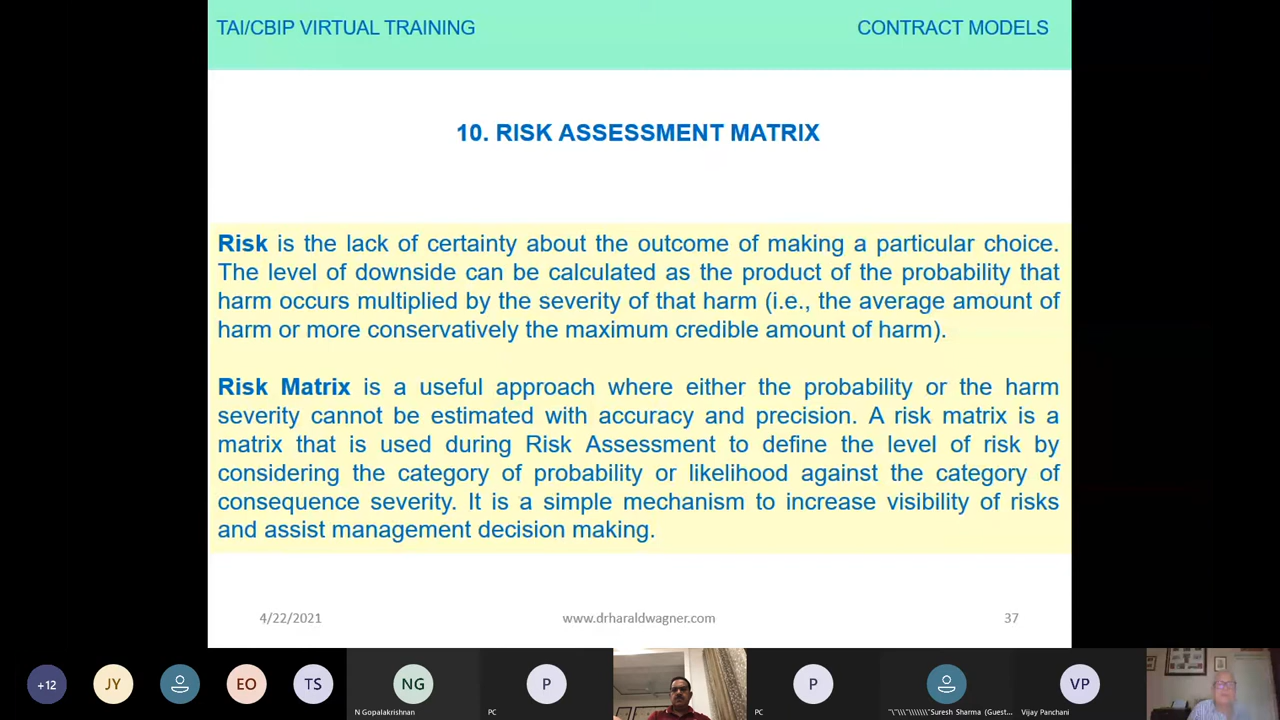 TAI/CBIP VIRTUAL TRAINING
CONTRACT MODELS
10. RISK ASSESSMENT MATRIX
Risk is the lack of certainty about the outcome of making a particular choice.
The level of downside can be calculated as the product of the probability that
harm occurs multiplied by the severity of that harm (i.e., the average amount of
harm or more conservatively the maximum credible amount of harm).
Risk Matrix is a useful approach where either the probability or the harm
severity cannot be estimated with accuracy and precision. A risk matrix is a
matrix that is used during Risk Assessment to define the level of risk by
considering the category of probability or likelihood against the category of
consequence severity. It is a simple mechanism to increase visibility of risks
and assist management decision making.
4/22/2021
www.drharaldwagner.com
37
+12
JY
EO
TS
NG
N Gopalakrishnan
P
PC
P
PC
"\"\\\"\\\\\\\"Suresh Sharma (Guest...
VP
Vijay Panchani